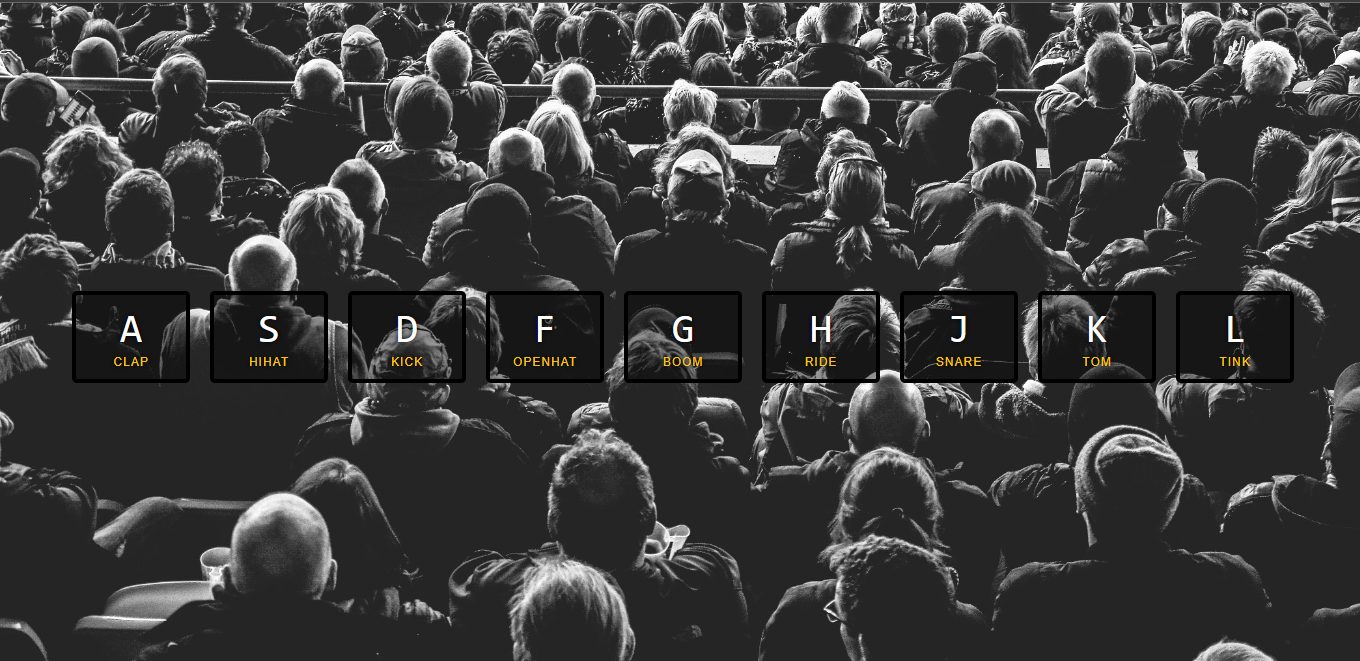 A S D F G H J K L
CLAP HIHAT KICK OPENHAT BOOM RIDE SNARE TOM TINK